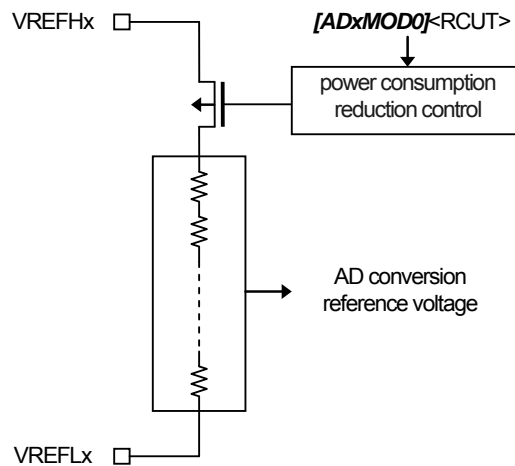 VREFHx
[ADxMOD0]<RCUT>
power consumption
reduction control
AD conversion
reference voltage
VREFLx